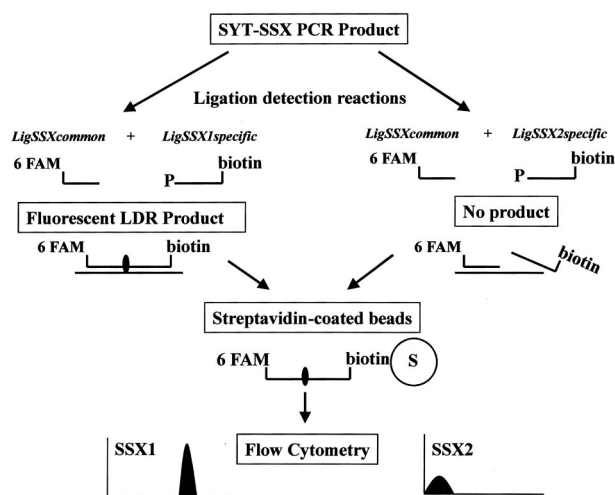 SYT-SSX PCR Product
Ligation detection reactions
LigSSXcommon + LigSSX1specific
6 FAM P biotin
LigSSXcommon + LigSSX2specific
6 FAM P biotin
Fluorescent LDR Product
6 FAM biotin
No product
6 FAM biotin
Streptavidin-coated beads
6 FAM biotin S
Flow Cytometry
SSX1
SSX2